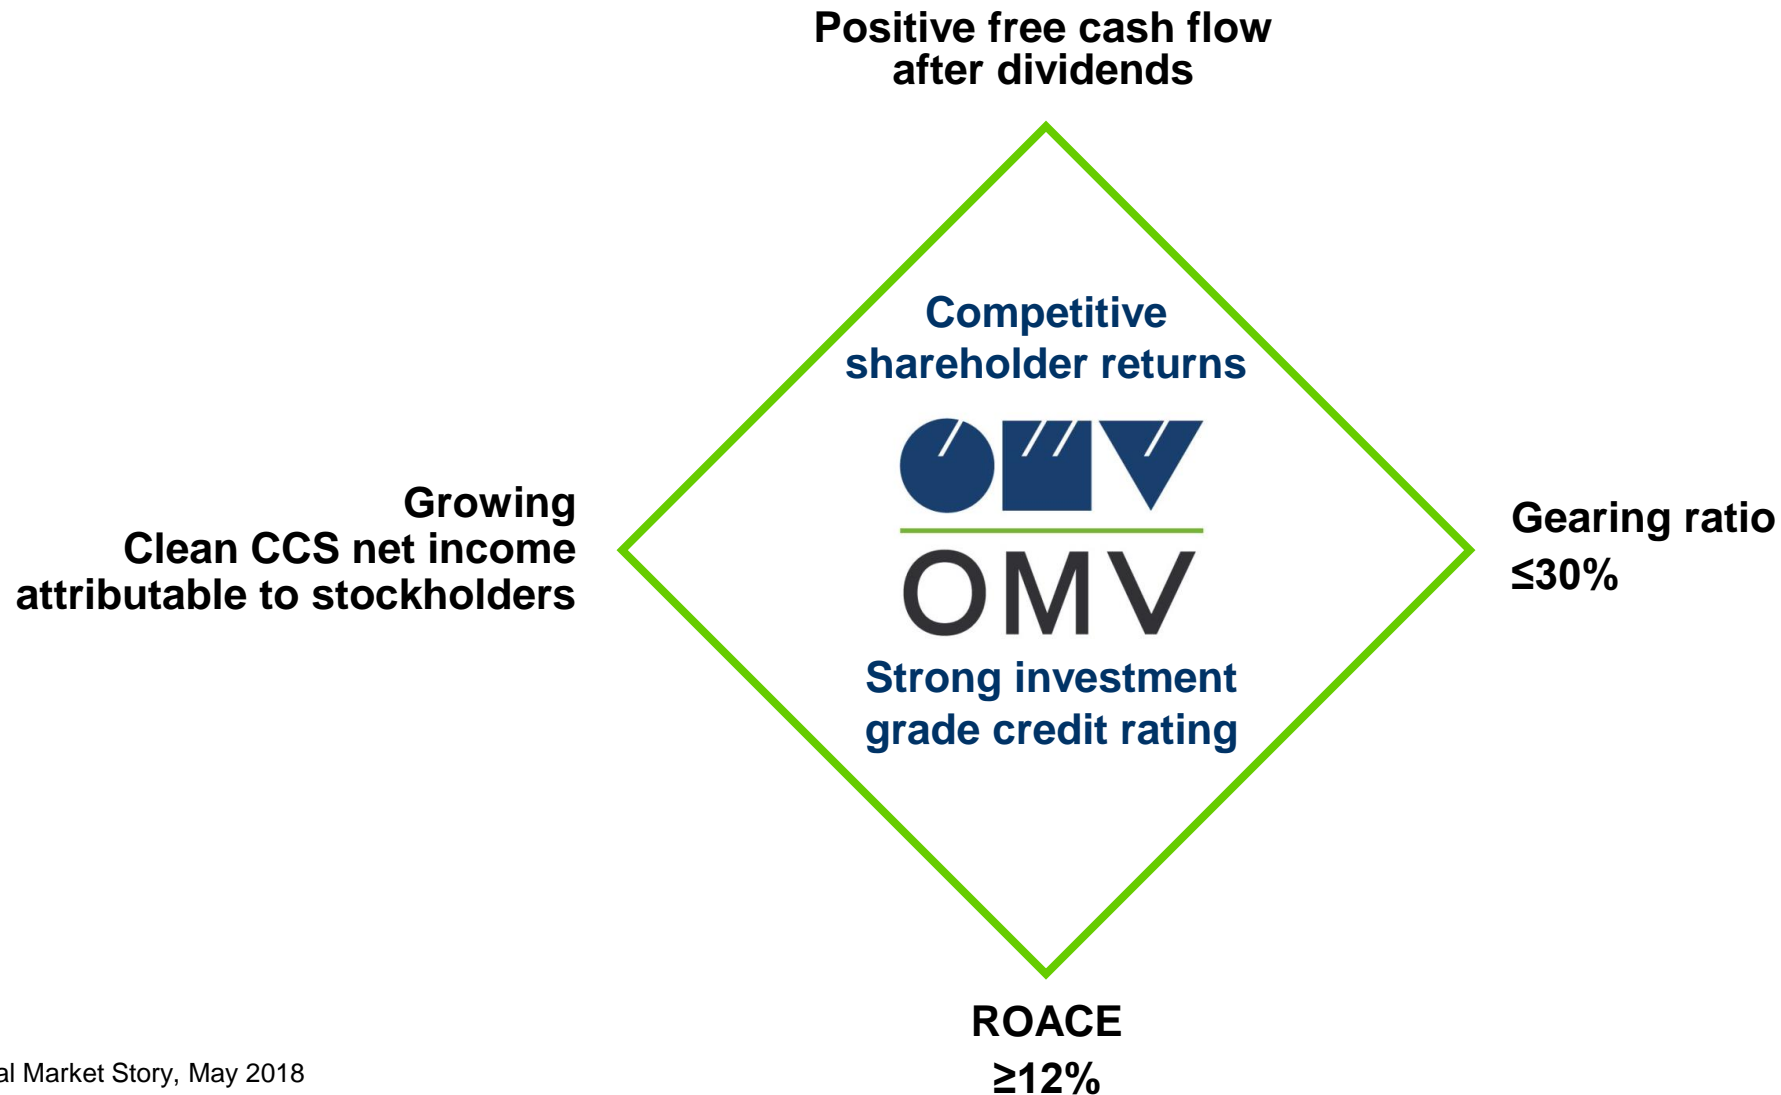 Positive free cash flow
after dividends
Competitive
shareholder returns
Growing
Clean CCS net income
attributable to stockholders
OMV
Gearing ratio
≤30%
Strong investment
grade credit rating
ROACE
≥12%
al Market Story, May 2018